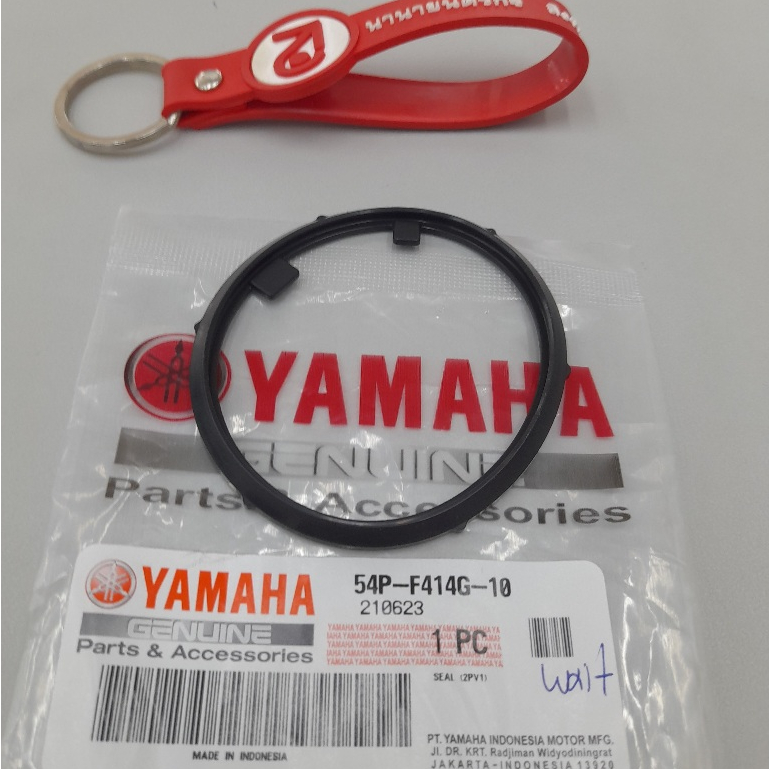 YAMAHA
GENUINE
Parts & Accessories
YAMAHA
54P-F414G-10
210623
GENUINE
Parts & Accessories
1 PC
SEAL (2PV1)
MADE IN INDONESIA
PT. YAMAHA INDONESIA MOTOR MFG.
JL. DR. KRT. Radjiman Widyodiningrat
JAKARTA-INDONESIA 13920